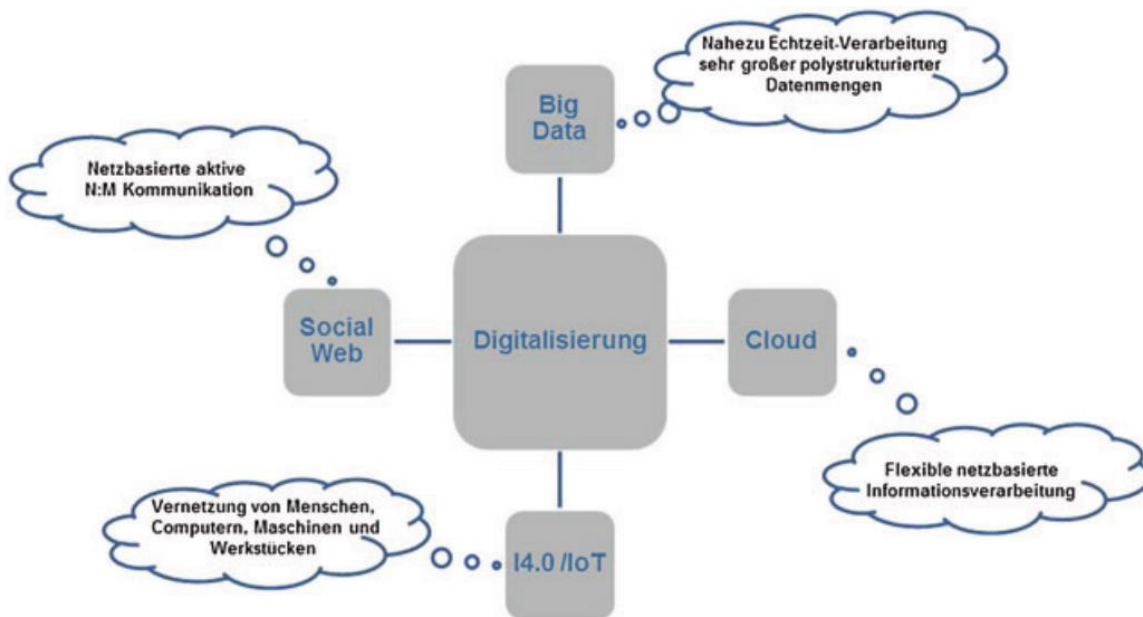 Nahezu Echtzeit-Verarbeitung
sehr großer polystrukturierter
Datenmengen
Big
Data
Netzbasierte aktive
N:M Kommunikation
Social
Web
Digitalisierung
Cloud
Flexible netzbasierte
Informationsverarbeitung
Vernetzung von Menschen,
Computern, Maschinen und
Werkstücken
I4.0 /IoT